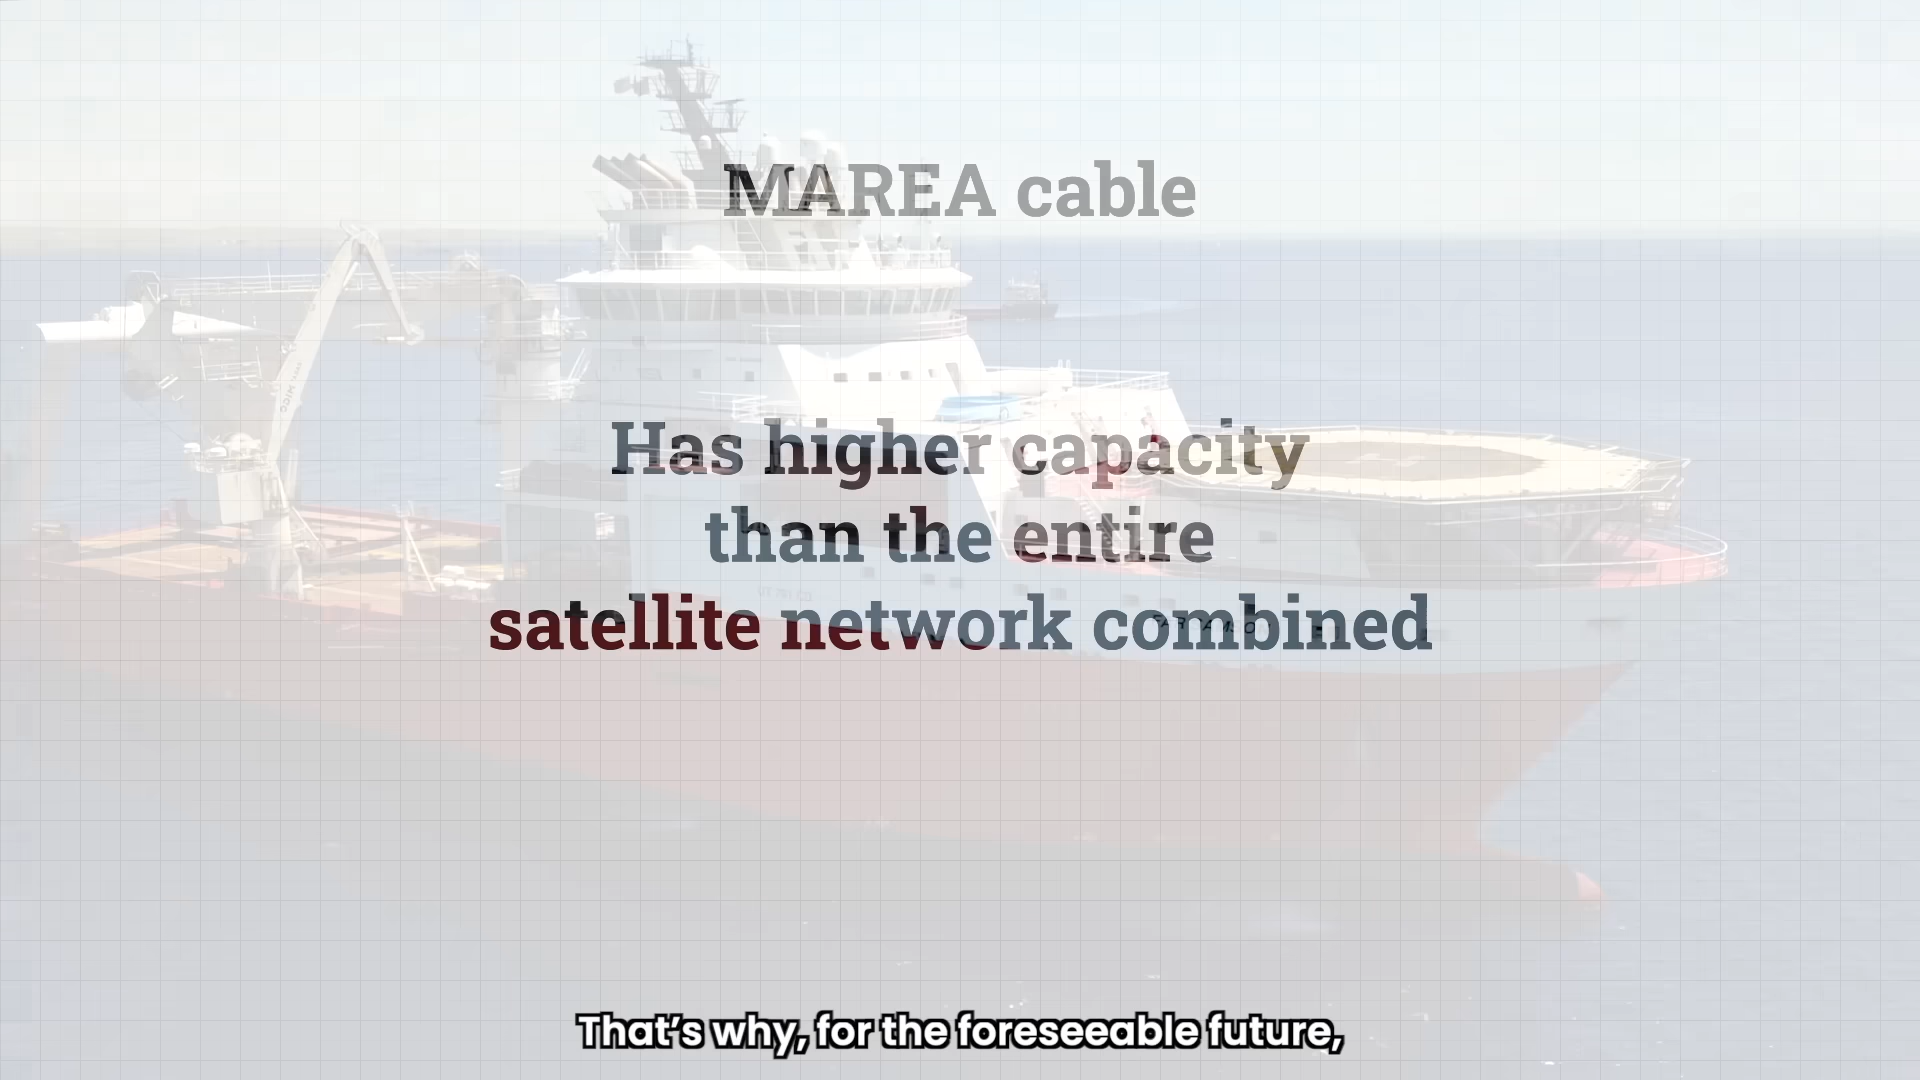 MAREA cable
Has higher capacity
than the entire
satellite network combined
That's why, for the foreseeable future,